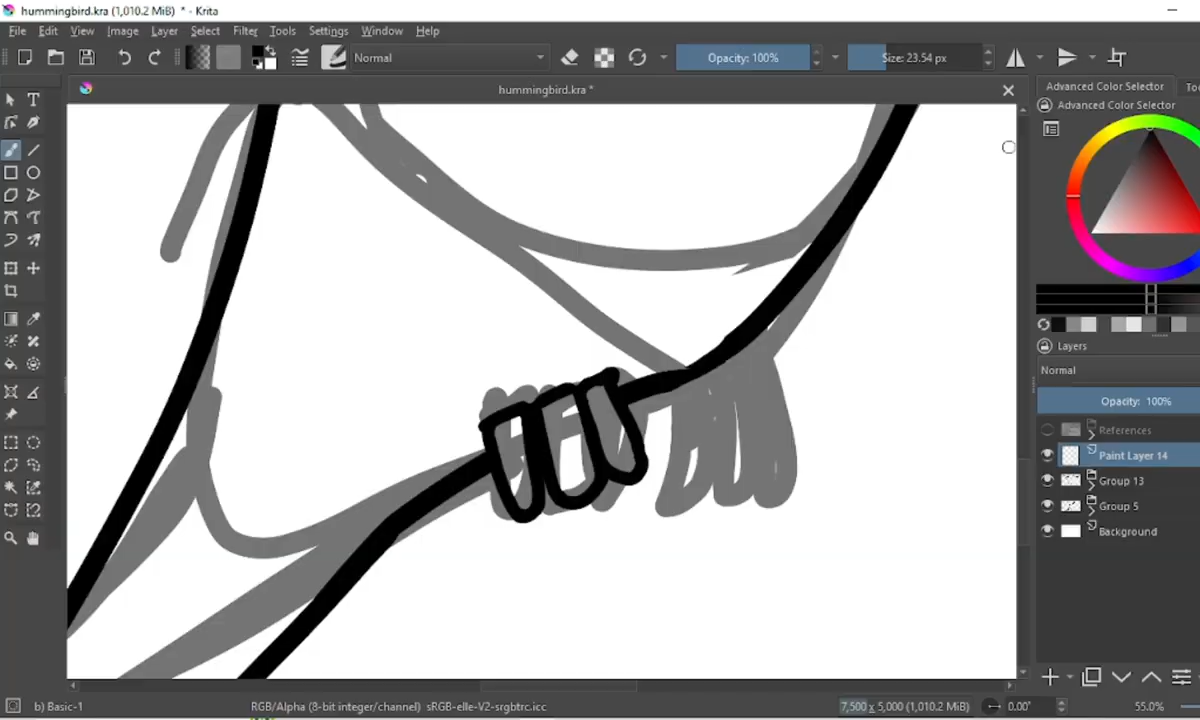 hummingbird.kra (1,010.2 MiB) * - Krita
File Edit View Image Layer Select Filter Tools Settings Window Help
Normal Opacity: 100% Size: 23.54 px
hummingbird.kra *
Advanced Color Selector
Advanced Color Selector
Layers
Normal
Opacity: 100%
References
Paint Layer 14
Group 13
Group 5
Background
b) Basic-1 RGB/Alpha (8-bit integer/channel) sRGB-elle-V2-srgbtrc.icc 7,500 x 5,000 (1,010.2 MiB) 0.00° 55.0%